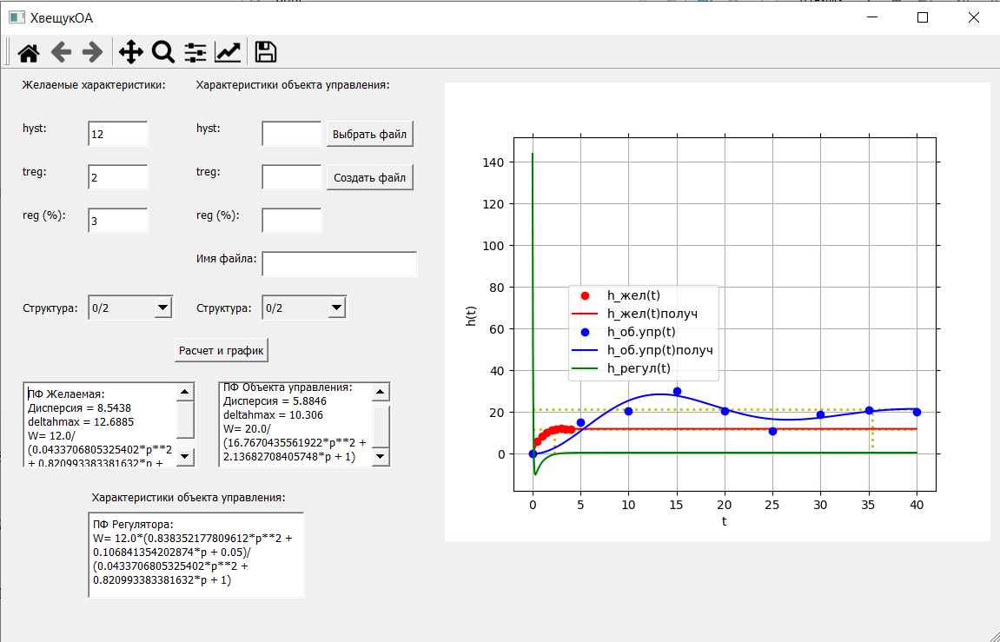 ХвещукОА
Желаемые характеристики:
Характеристики объекта управления:
hyst:
12
hyst:
Выбрать файл
treg:
2
treg:
Создать файл
reg (%):
3
reg (%):
Имя файла:
Структура:
0/2
Структура:
0/2
Расчет и график
ПФ Желаемая:
Дисперсия = 8.5438
deltahmax = 12.6885
W= 12.0/
(0.0433706805325402*p**2
+ 0.820993383381632*p +
ПФ Объекта управления:
Дисперсия = 5.8846
deltahmax = 10.306
W= 20.0/
(16.7670435561922*p**2 +
2.13682708405748*p + 1)
Характеристики объекта управления:
ПФ Регулятора:
W= 12.0*(0.838352177809612*p**2 +
0.106841354202874*p + 0.05)/
(0.0433706805325402*p**2 +
0.820993383381632*p + 1)
h(t)
140
120
100
80
60
40
20
0
h_жел(t)
h_жел(t)получ
h_об.упр(t)
h_об.упр(t)получ
h_регул(t)
0 5 10 15 20 25 30 35 40
t